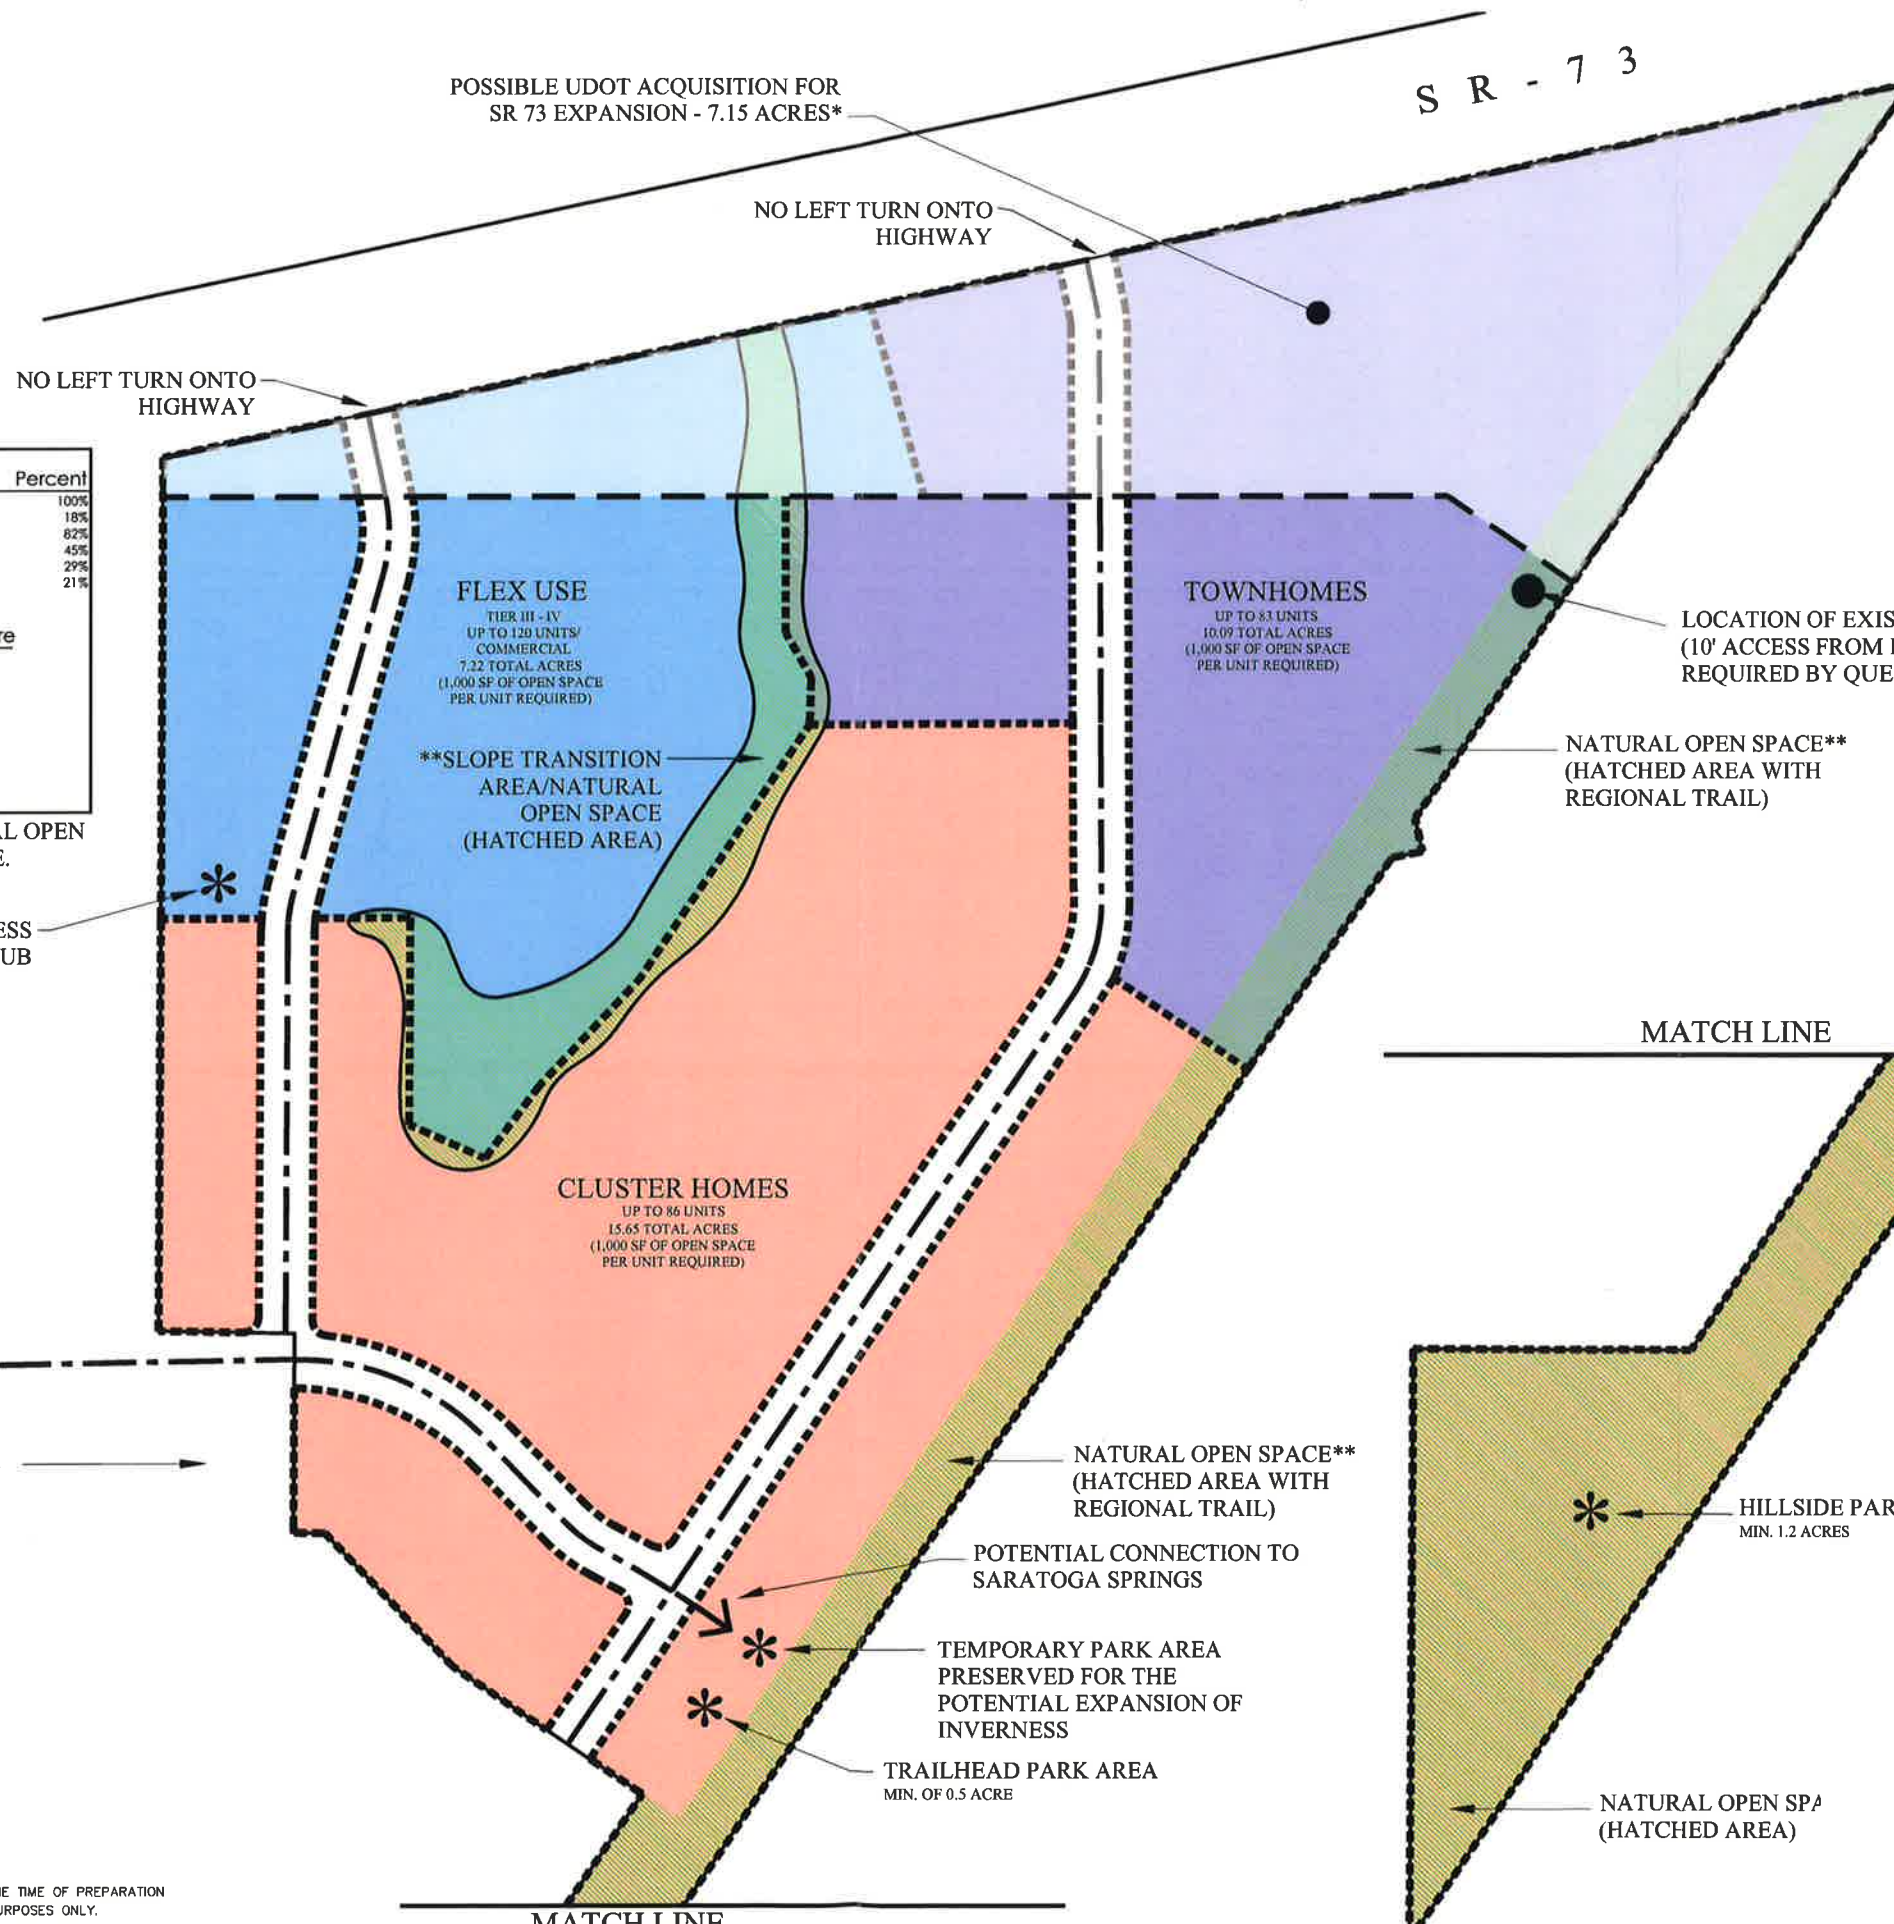 S R - 7 3
POSSIBLE UDOT ACQUISITION FOR
SR 73 EXPANSION - 7.15 ACRES*
NO LEFT TURN ONTO
HIGHWAY
NO LEFT TURN ONTO
HIGHWAY
Percent
100%
18%
82%
45%
29%
21%
FLEX USE
TIER III - IV
UP TO 120 UNITS/
COMMERCIAL
7.22 TOTAL ACRES
(1,000 SF OF OPEN SPACE
PER UNIT REQUIRED)
TOWNHOMES
UP TO 83 UNITS
10.09 TOTAL ACRES
(1,000 SF OF OPEN SPACE
PER UNIT REQUIRED)
LOCATION OF EXIS
(10' ACCESS FROM
REQUIRED BY QUE
**SLOPE TRANSITION
AREA/NATURAL
OPEN SPACE
(HATCHED AREA)
NATURAL OPEN SPACE**
(HATCHED AREA WITH
REGIONAL TRAIL)
AL OPEN
E.
ESS
UB
MATCH LINE
CLUSTER HOMES
UP TO 86 UNITS
15.65 TOTAL ACRES
(1,000 SF OF OPEN SPACE
PER UNIT REQUIRED)
NATURAL OPEN SPACE**
(HATCHED AREA WITH
REGIONAL TRAIL)
HILLSIDE PAR
MIN. 1.2 ACRES
POTENTIAL CONNECTION TO
SARATOGA SPRINGS
TEMPORARY PARK AREA
PRESERVED FOR THE
POTENTIAL EXPANSION OF
INVERNESS
TRAILHEAD PARK AREA
MIN. OF 0.5 ACRE
NATURAL OPEN SPA
(HATCHED AREA)
E TIME OF PREPARATION
URPOSES ONLY.
MATCH LINE